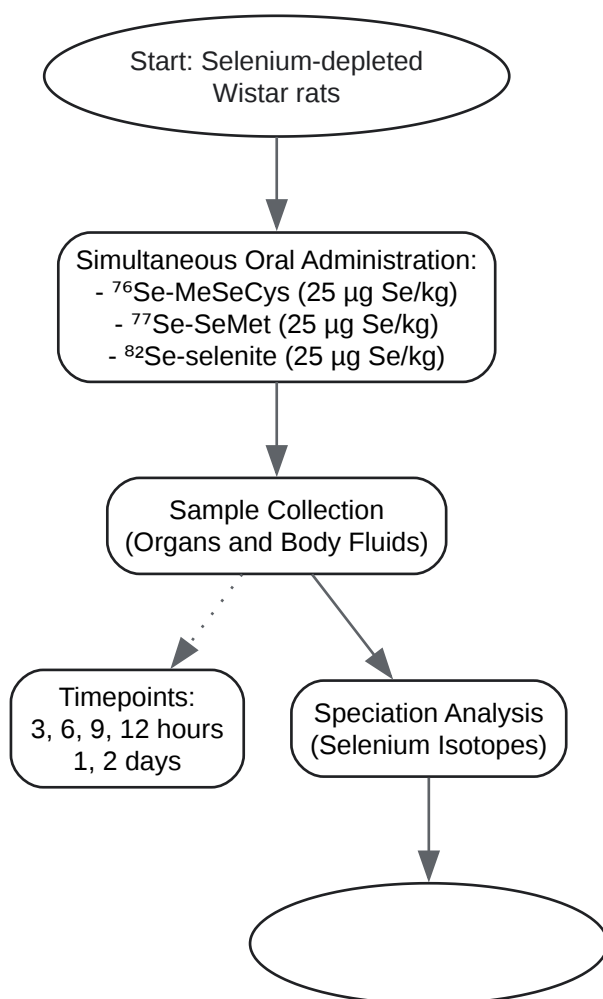 Start: Selenium-depleted
Wistar rats
Simultaneous Oral Administration:
- ⁷⁶Se-MeSeCys (25 µg Se/kg)
- ⁷⁷Se-SeMet (25 µg Se/kg)
- ⁸²Se-selenite (25 µg Se/kg)
Sample Collection
(Organs and Body Fluids)
Timepoints:
3, 6, 9, 12 hours
1, 2 days
Speciation Analysis
(Selenium Isotopes)